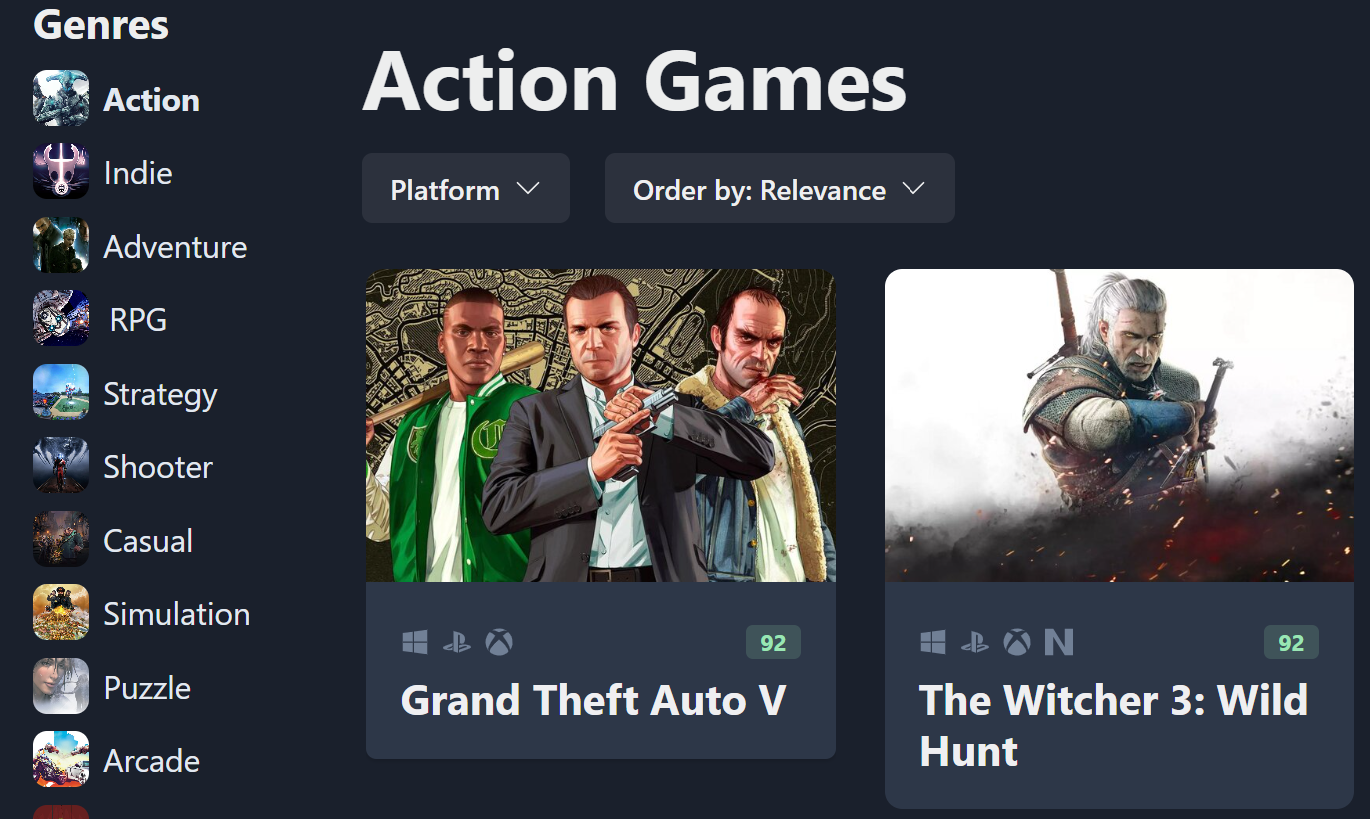 Genres
Action
Indie
Adventure
RPG
Strategy
Shooter
Casual
Simulation
Puzzle
Arcade
Action Games
Platform
Order by: Relevance
92
Grand Theft Auto V
92
The Witcher 3: Wild
Hunt